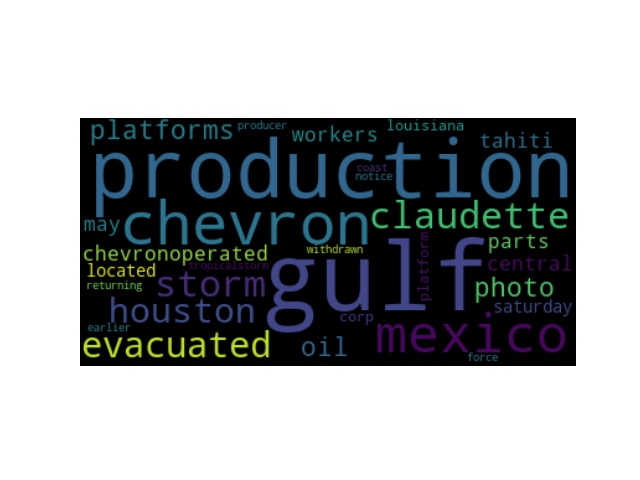 platforms producer workers louisiana
tahiti
production
coast
notice
may chevron claudette
chevronoperated withdrawn platform parts
located tropicalstorm gulf central
returning storm photo
houston corp saturday
earlier mexico
evacuated oil force